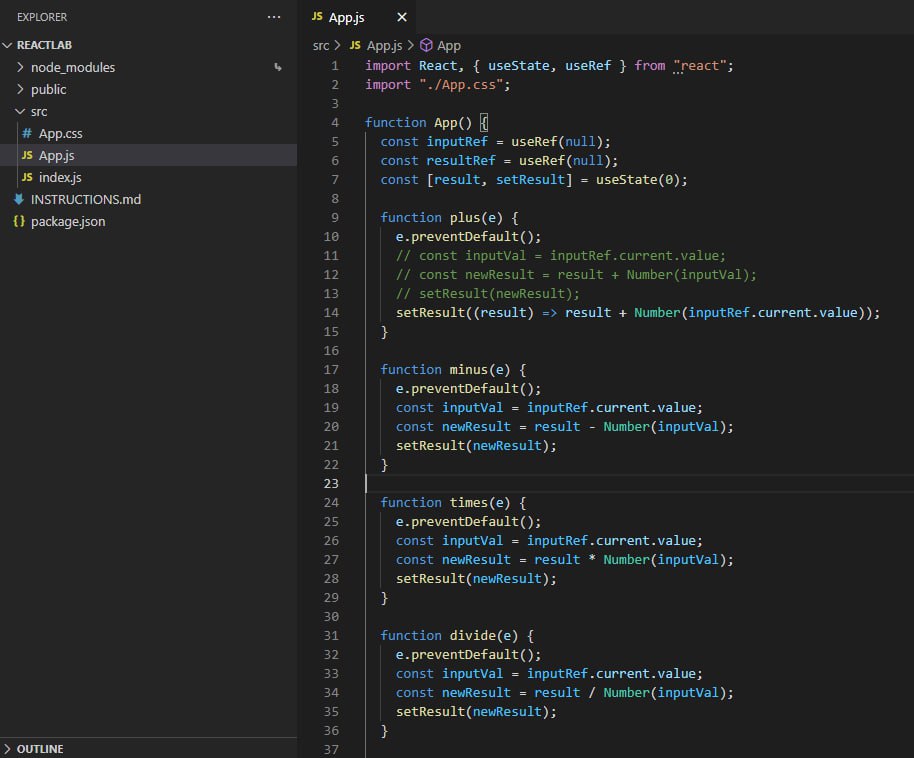 EXPLORER
...
REACTLAB
node_modules
public
src
# App.css
JS App.js
JS index.js
INSTRUCTIONS.md
{} package.json
OUTLINE
JS App.js
src > JS App.js > App
1 import React, { useState, useRef } from "react";
2 import "./App.css";
3
4 function App() {
5 const inputRef = useRef(null);
6 const resultRef = useRef(null);
7 const [result, setResult] = useState(0);
8
9 function plus(e) {
10 e.preventDefault();
11 // const inputVal = inputRef.current.value;
12 // const newResult = result + Number(inputVal);
13 // setResult(newResult);
14 setResult((result) => result + Number(inputRef.current.value));
15 }
16
17 function minus(e) {
18 e.preventDefault();
19 const inputVal = inputRef.current.value;
20 const newResult = result - Number(inputVal);
21 setResult(newResult);
22 }
23
24 function times(e) {
25 e.preventDefault();
26 const inputVal = inputRef.current.value;
27 const newResult = result * Number(inputVal);
28 setResult(newResult);
29 }
30
31 function divide(e) {
32 e.preventDefault();
33 const inputVal = inputRef.current.value;
34 const newResult = result / Number(inputVal);
35 setResult(newResult);
36 }
37